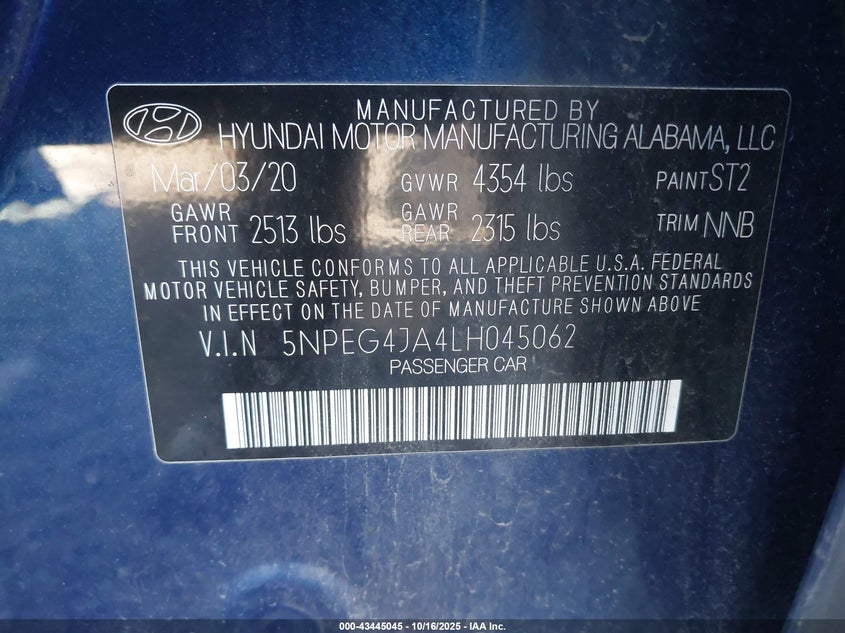 MANUFACTURED BY
HYUNDAI MOTOR MANUFACTURING ALABAMA, LLC
Mar/03/20 GVWR 4354 lbs PAINT ST2
GAWR FRONT 2513 lbs GAWR REAR 2315 lbs TRIM NNB
THIS VEHICLE CONFORMS TO ALL APPLICABLE U.S.A. FEDERAL
MOTOR VEHICLE SAFETY, BUMPER, AND THEFT PREVENTION STANDARDS
IN EFFECT ON THE DATE OF MANUFACTURE SHOWN ABOVE
V.I.N 5NPEG4JA4LH045062
PASSENGER CAR
000-43445045 - 10/16/2025 - IAA Inc.